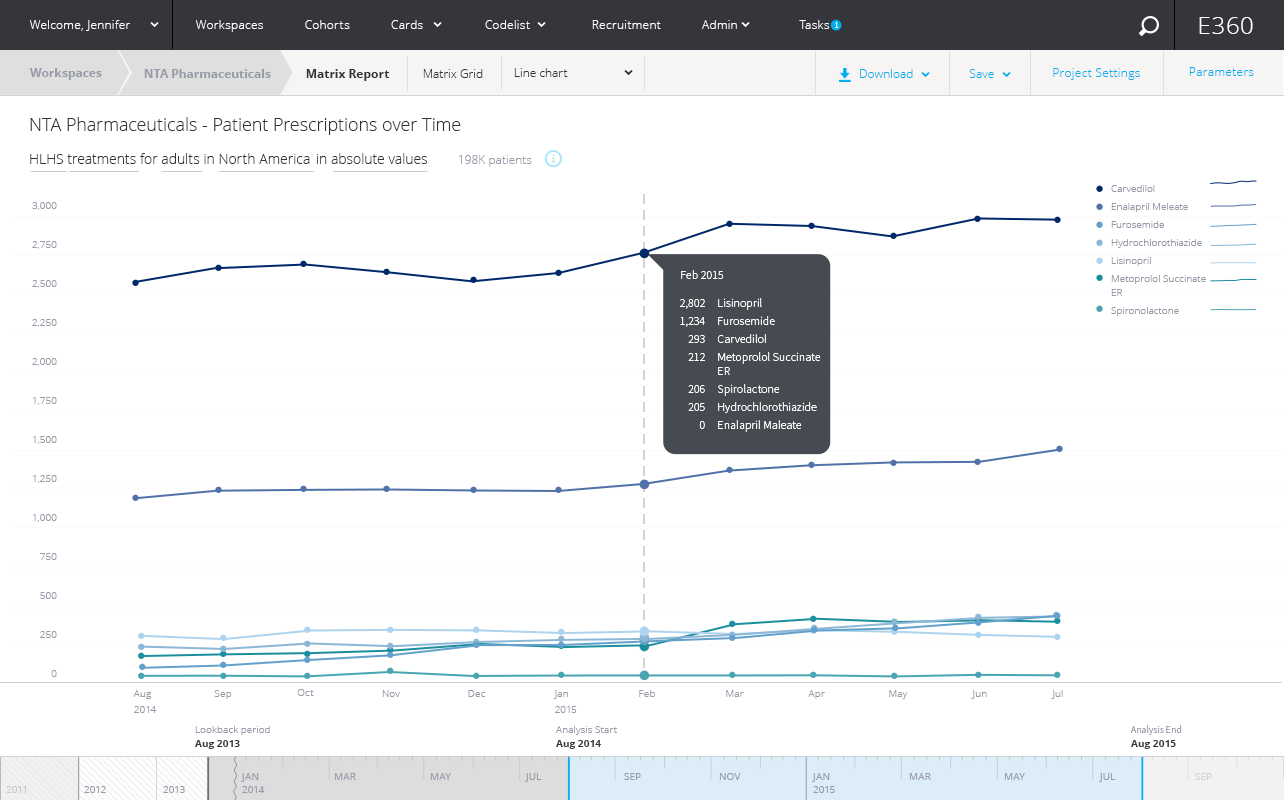 Welcome, Jennifer Workspaces Cohorts Cards Codelist Recruitment Admin Tasks 1 E360
Workspaces NTA Pharmaceuticals Matrix Report Matrix Grid Line chart Download Save Project Settings Parameters
NTA Pharmaceuticals - Patient Prescriptions over Time
HLHS treatments for adults in North America in absolute values 198K patients i
3,000
2,750
2,500
2,250
2,000
1,750
1,500
1,250
1,000
750
500
250
0
Carvedilol
Enalapril Meleate
Furosemide
Hydrochlorothiazide
Lisinopril
Metoprolol Succinate
ER
Spironolactone
Feb 2015
2,802 Lisinopril
1,234 Furosemide
293 Carvedilol
212 Metoprolol Succinate
ER
206 Spirolactone
205 Hydrochlorothiazide
0 Enalapril Maleate
Aug Sep Oct Nov Dec Jan Feb Mar Apr May Jun Jul
2014 2015
Lookback period Analysis Start Analysis End
Aug 2013 Aug 2014 Aug 2015
JAN MAR MAY JUL SEP NOV JAN MAR MAY JUL SEP
2011 2012 2013 2014 2015